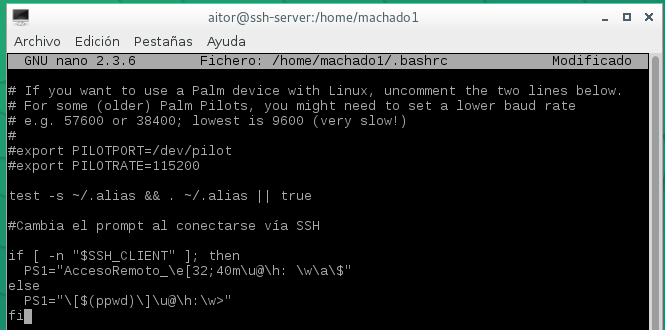 aitor@ssh-server:/home/machado1
Archivo Edición Pestañas Ayuda
GNU nano 2.3.6 Fichero: /home/machado1/.bashrc Modificado
# If you want to use a Palm device with Linux, uncomment the two lines below.
# For some (older) Palm Pilots, you might need to set a lower baud rate
# e.g. 57600 or 38400; lowest is 9600 (very slow!)
#
#export PILOTPORT=/dev/pilot
#export PILOTRATE=115200
test -s ~/.alias && . ~/.alias || true
#Cambia el prompt al conectarse vía SSH
if [ -n "$SSH_CLIENT" ]; then
PS1="AccesoRemoto_\e[32;40m\u@\h: \w\a\$"
else
PS1="\[$(ppwd)\]\u@\h:\w>"
fi